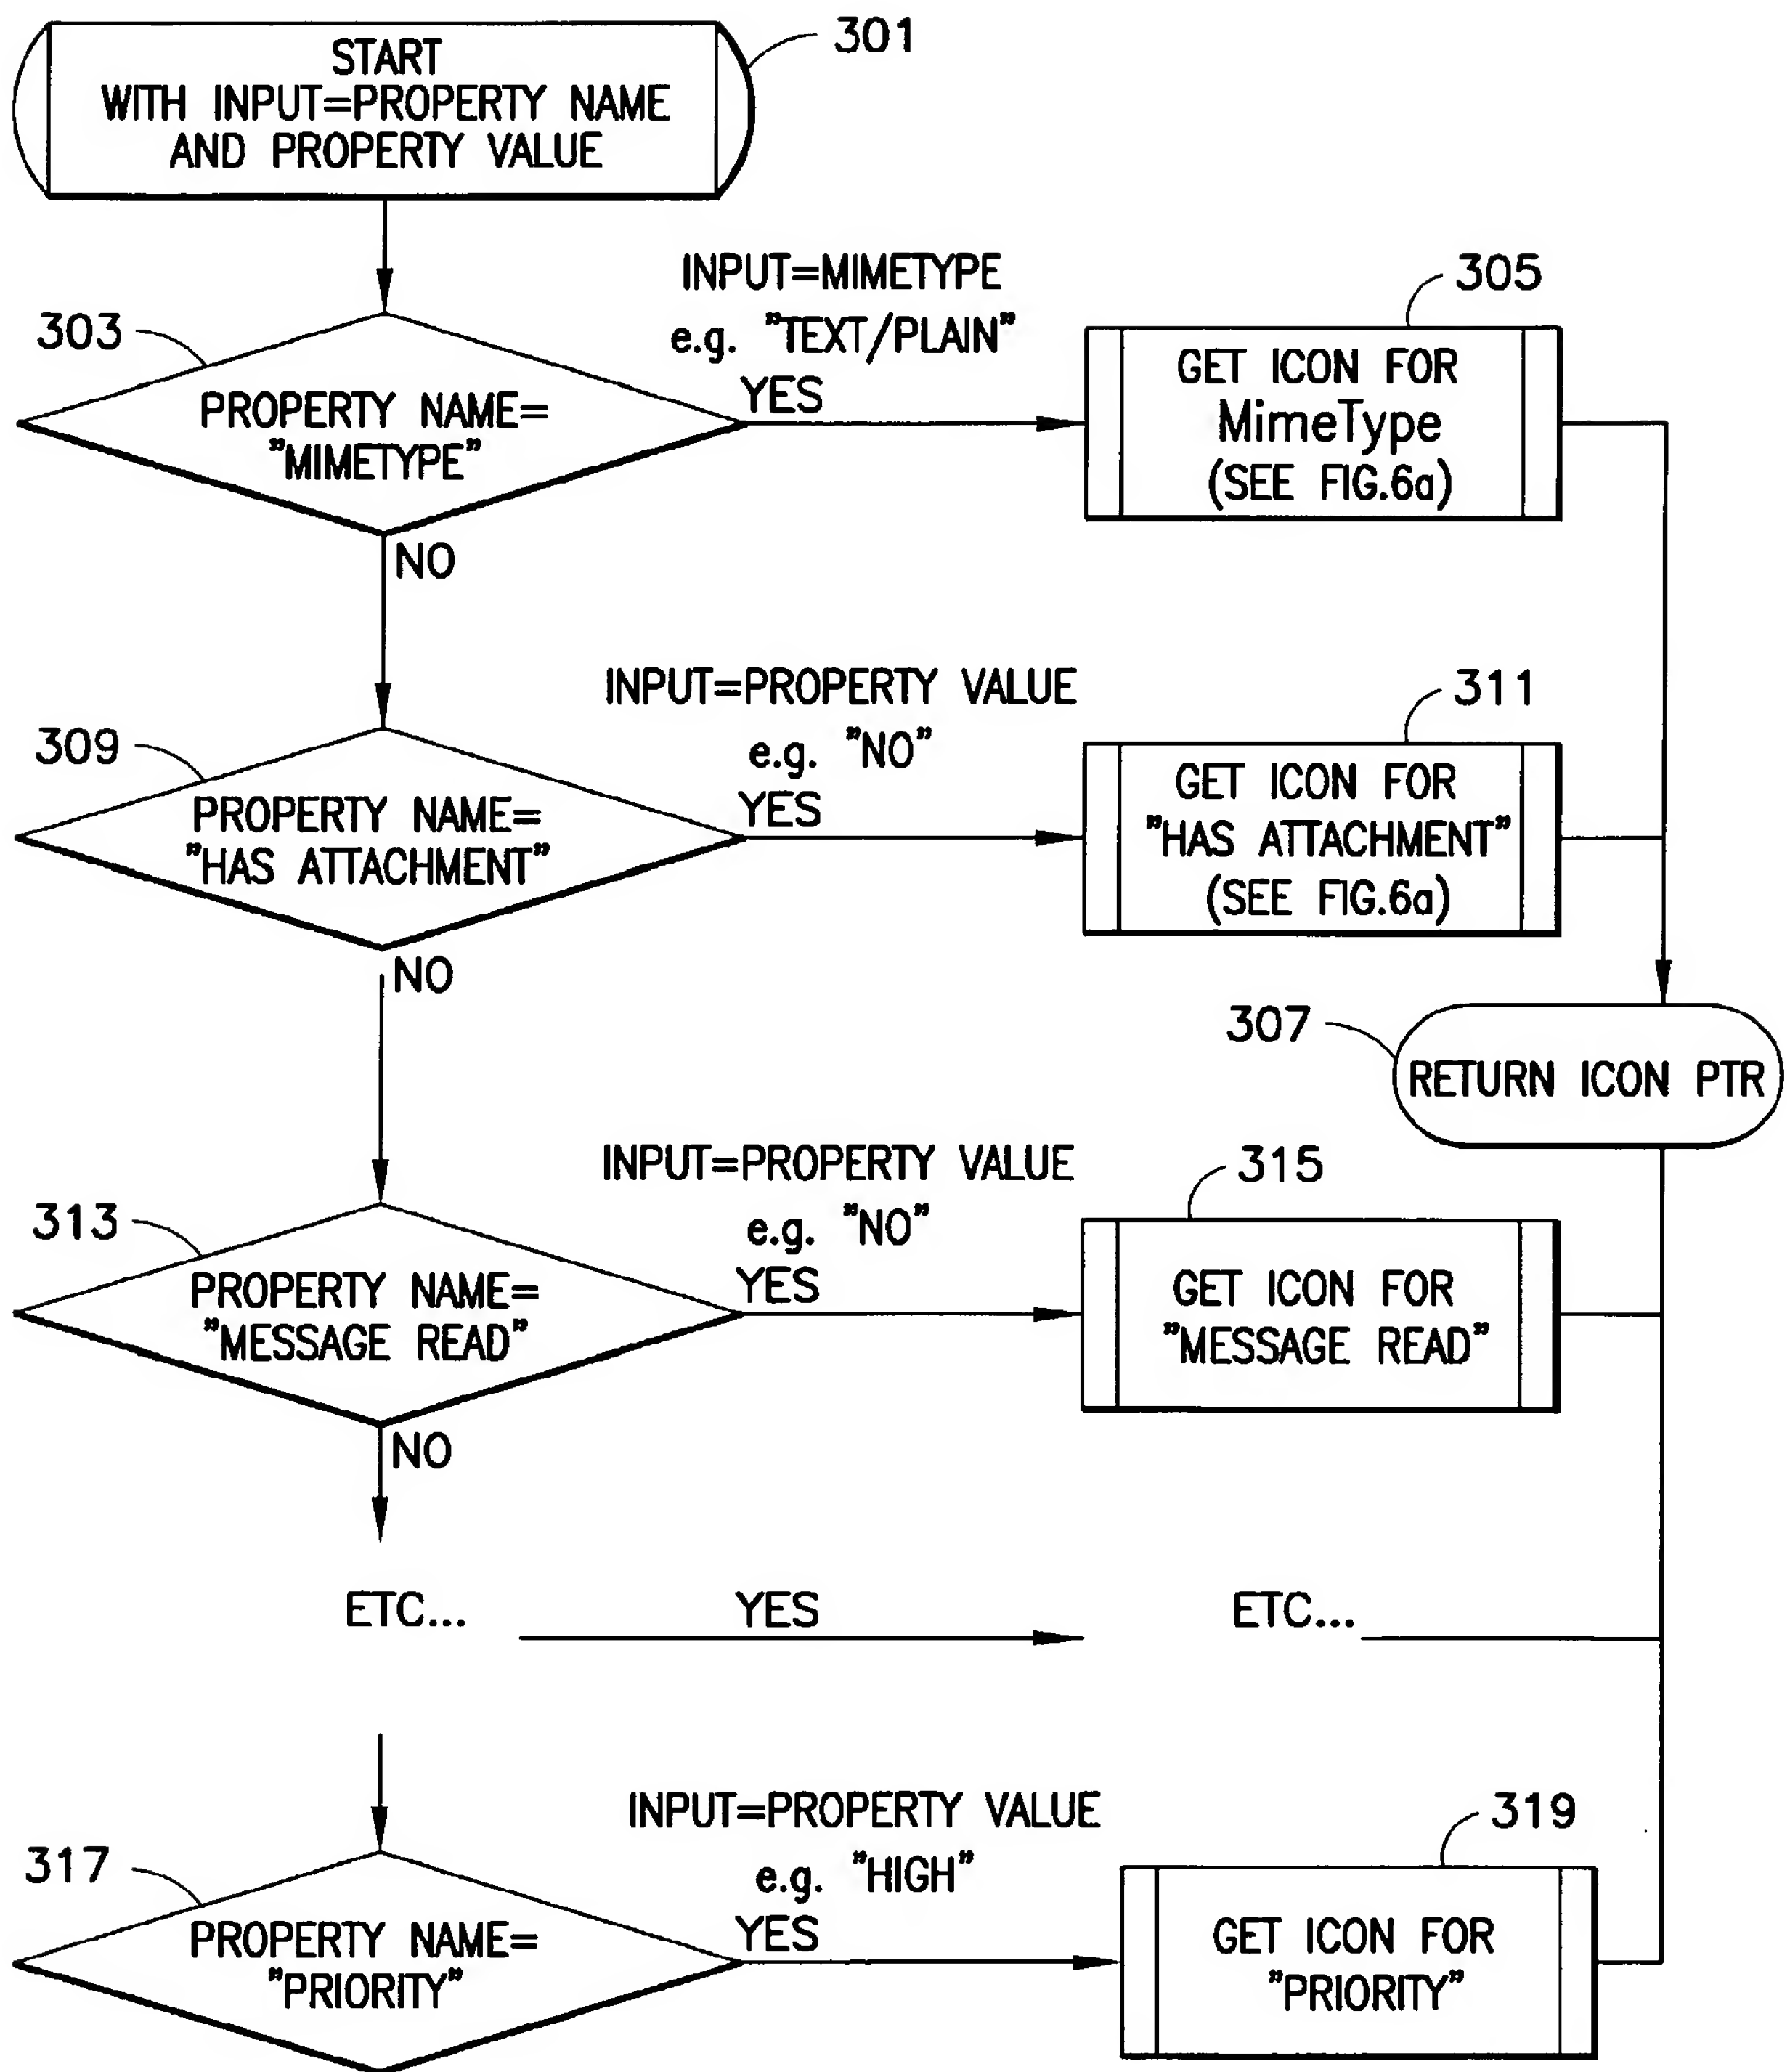 301
START
WITH INPUT=PROPERTY NAME
AND PROPERTY VALUE
INPUT=MIMETYPE
e.g. "TEXT/PLAIN"
YES
303
PROPERTY NAME=
"MIMETYPE"
NO
305
GET ICON FOR
MimeType
(SEE FIG.6a)
INPUT=PROPERTY VALUE
e.g. "NO"
YES
309
PROPERTY NAME=
"HAS ATTACHMENT"
NO
311
GET ICON FOR
"HAS ATTACHMENT"
(SEE FIG.6a)
307
RETURN ICON PTR
INPUT=PROPERTY VALUE
e.g. "NO"
YES
313
PROPERTY NAME=
"MESSAGE READ"
NO
315
GET ICON FOR
"MESSAGE READ"
ETC...
YES
ETC...
INPUT=PROPERTY VALUE
e.g. "HIGH"
YES
317
PROPERTY NAME=
"PRIORITY"
319
GET ICON FOR
"PRIORITY"